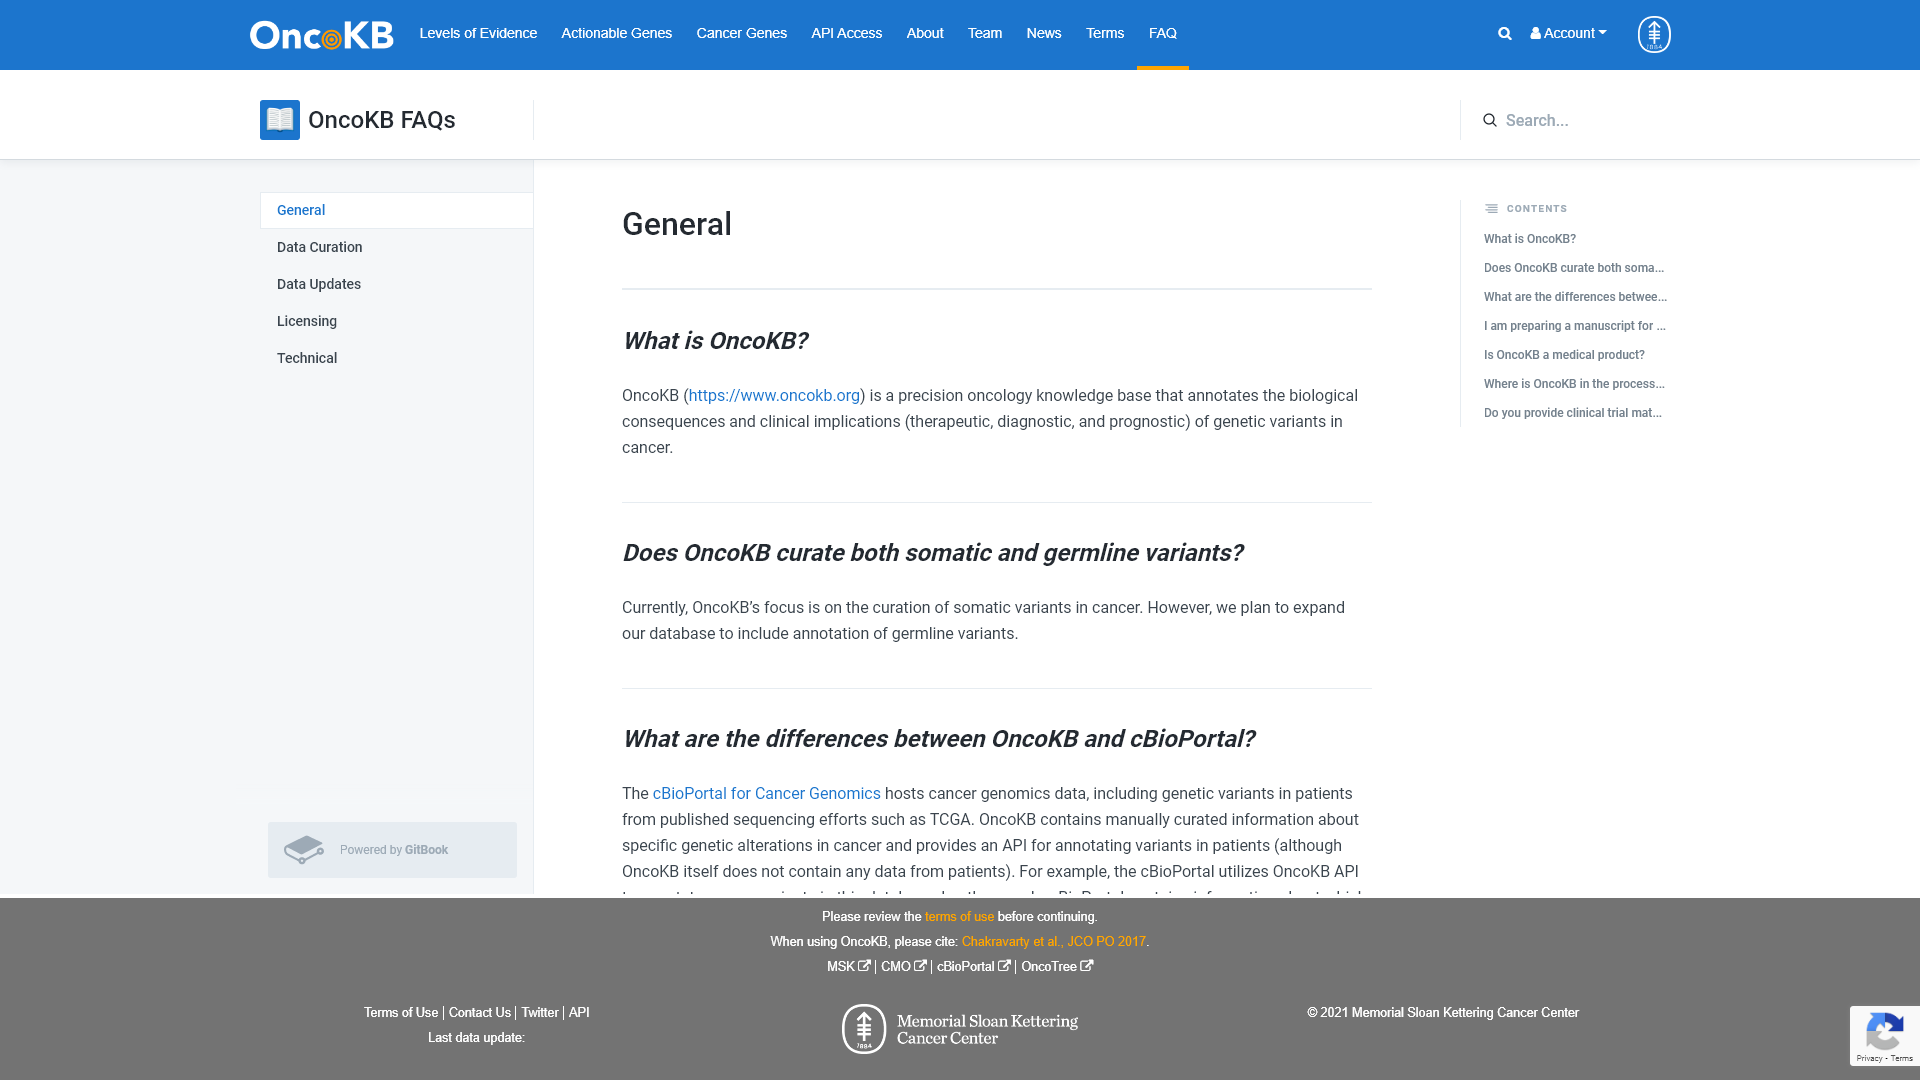 OncoKB
Levels of Evidence
Actionable Genes
Cancer Genes
API Access
About
Team
News
Terms
FAQ
Account
OncoKB FAQs
Search...
General
Data Curation
Data Updates
Licensing
Technical
Powered by GitBook
General
What is OncoKB?
OncoKB (https://www.oncokb.org) is a precision oncology knowledge base that annotates the biological
consequences and clinical implications (therapeutic, diagnostic, and prognostic) of genetic variants in
cancer.
Does OncoKB curate both somatic and germline variants?
Currently, OncoKB’s focus is on the curation of somatic variants in cancer. However, we plan to expand
our database to include annotation of germline variants.
What are the differences between OncoKB and cBioPortal?
The cBioPortal for Cancer Genomics hosts cancer genomics data, including genetic variants in patients
from published sequencing efforts such as TCGA. OncoKB contains manually curated information about
specific genetic alterations in cancer and provides an API for annotating variants in patients (although
OncoKB itself does not contain any data from patients). For example, the cBioPortal utilizes OncoKB API
CONTENTS
What is OncoKB?
Does OncoKB curate both soma...
What are the differences betwee...
I am preparing a manuscript for ...
Is OncoKB a medical product?
Where is OncoKB in the process...
Do you provide clinical trial mat...
Please review the terms of use before continuing.
When using OncoKB, please cite: Chakravarty et al., JCO PO 2017.
MSK | CMO | cBioPortal | OncoTree
Terms of Use | Contact Us | Twitter | API
Last data update:
1884
Memorial Sloan Kettering
Cancer Center
© 2021 Memorial Sloan Kettering Cancer Center
Privacy - Terms